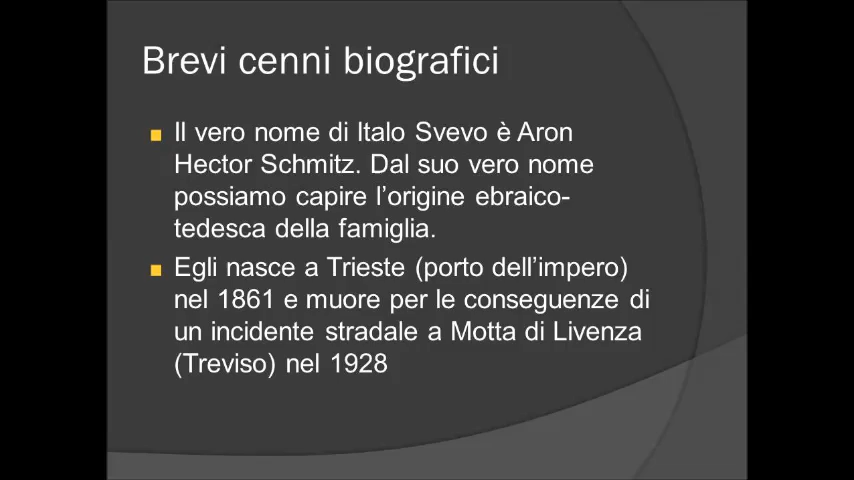 Brevi cenni biografici
Il vero nome di Italo Svevo è Aron
Hector Schmitz. Dal suo vero nome
possiamo capire l’origine ebraico-
tedesca della famiglia.
Egli nasce a Trieste (porto dell’impero)
nel 1861 e muore per le conseguenze di
un incidente stradale a Motta di Livenza
(Treviso) nel 1928